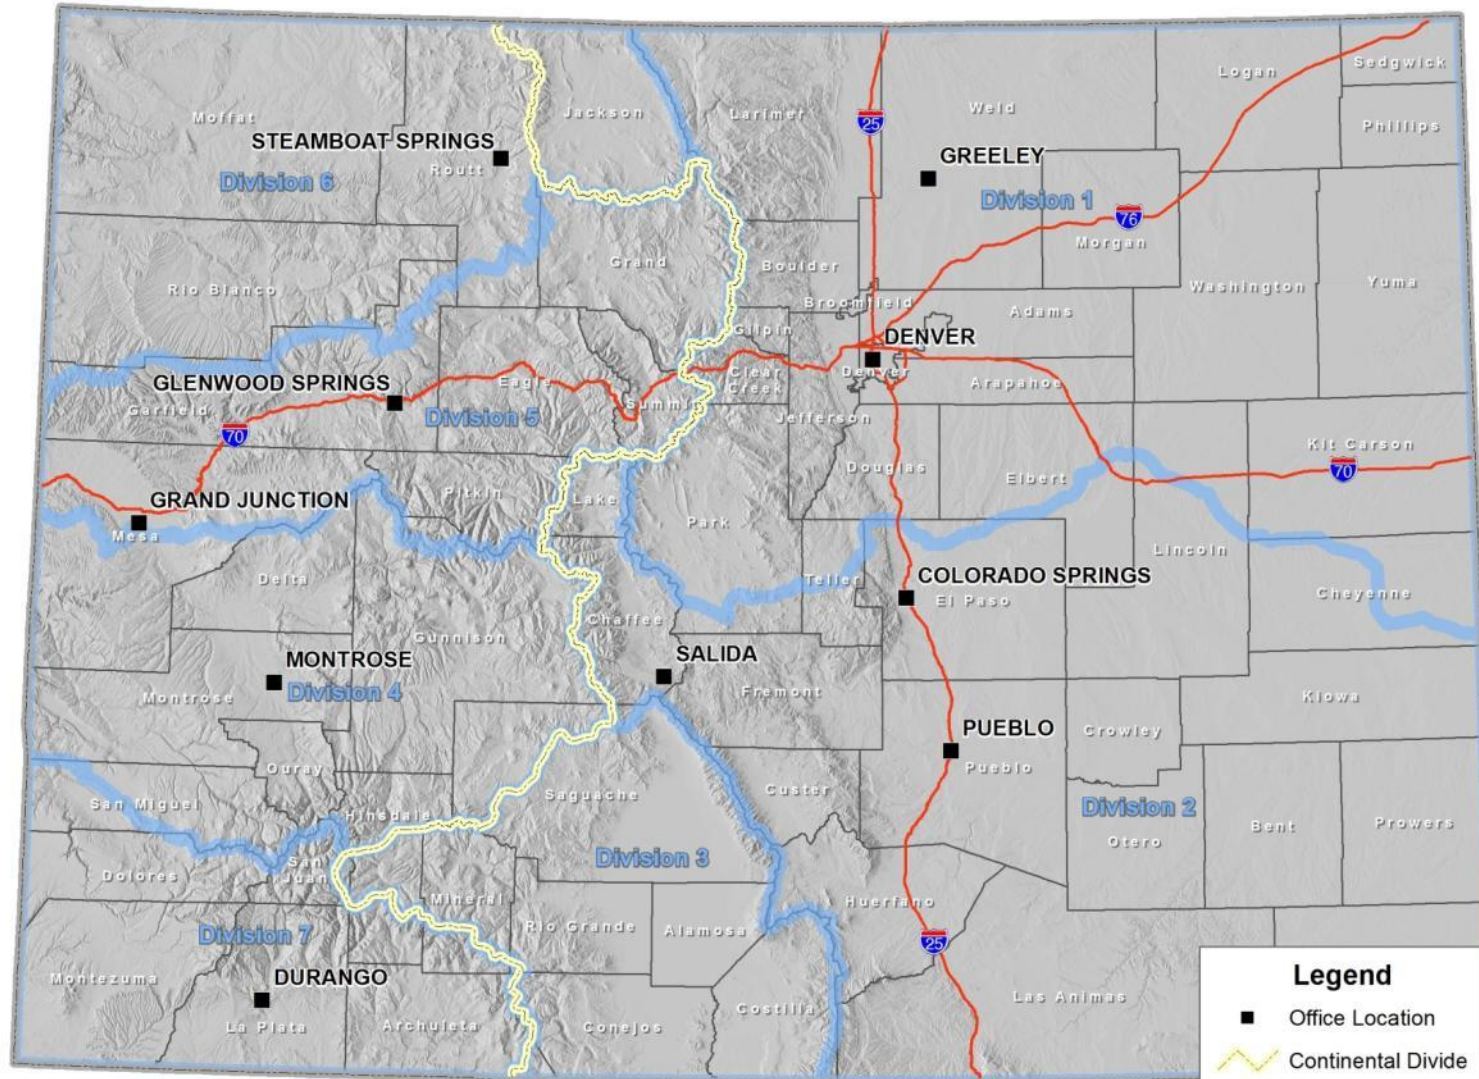 Sedgwick
Logan
Jackson
Larimer
Weld
Moffat
25
Phillips
STEAMBOAT SPRINGS
Routt
GREELEY
Division 6
Division 1
76
Morgan
Grand
Boulder
Rio Blanco
Washington
Yuma
Broomfield
Adams
Gilpin
DENVER
Denver
Clear
Creek
GLENWOOD SPRINGS
Eagle
Arapahoe
Garfield
Division 5
Summit
Jefferson
70
Kit Carson
Douglas
70
Elbert
GRAND JUNCTION
Pitkin
Lake
Park
Mesa
Lincoln
Delta
Teller
COLORADO SPRINGS
El Paso
Cheyenne
Chaffee
Gunnison
MONTROSE
SALIDA
Montrose
Division 4
Fremont
Kiowa
PUEBLO
Crowley
Ouray
Pueblo
San Miguel
Saguache
Custer
Division 2
Hinsdale
Bent
Prowers
Otero
Division 3
San
Juan
Dolores
Mineral
Huerfano
Rio Grande
Alamosa
Division 7
25
Montezuma
DURANGO
Legend
Las Animas
Costilla
Office Location
La Plata
Archuleta
Conejos
Continental Divide